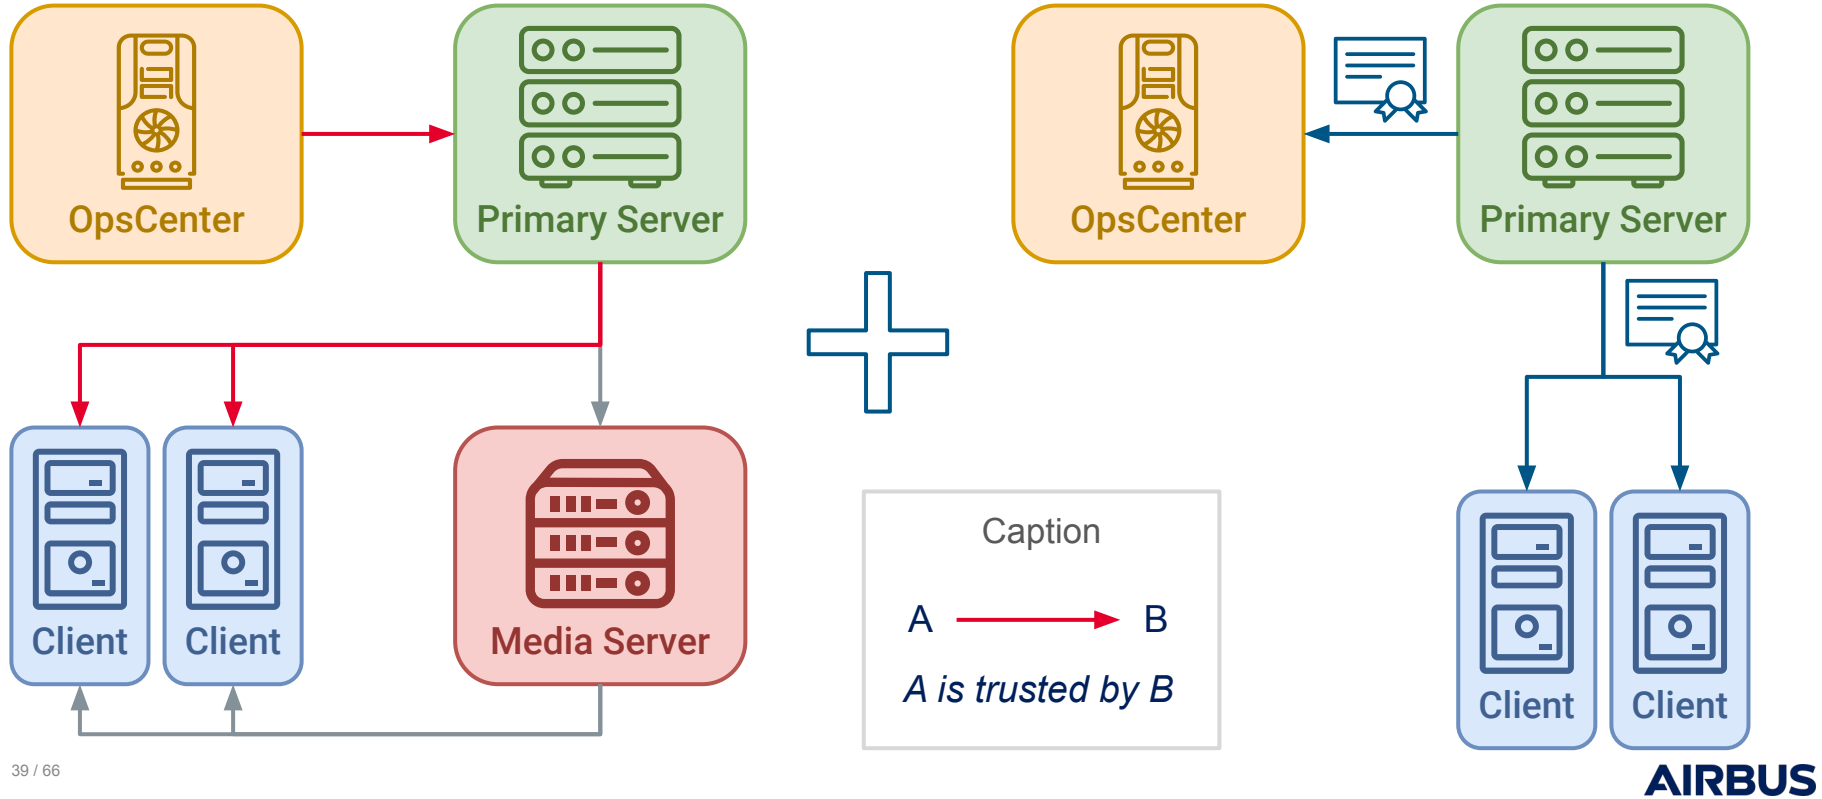 OpsCenter
Primary Server
OpsCenter
Primary Server
Client
Client
Media Server
Caption
A
B
A is trusted by B
Client
Client
39 / 66
AIRBUS